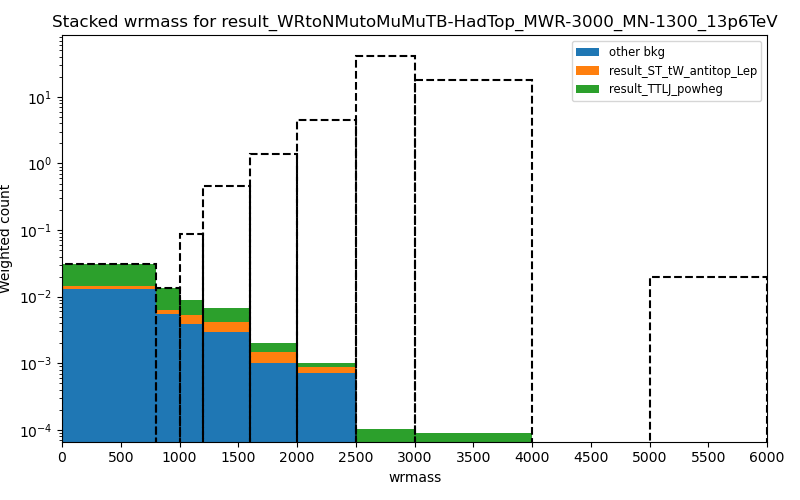 Stacked wrmass for result_WRtoNMutoMuMuTB-HadTop_MWR-3000_MN-1300_13p6TeV
other bkg
result_ST_tW_antitop_Lep
result_TTLJ_powheg
Weighted count
10¹
10⁰
10⁻¹
10⁻²
10⁻³
10⁻⁴
0 500 1000 1500 2000 2500 3000 3500 4000 4500 5000 5500 6000
wrmass